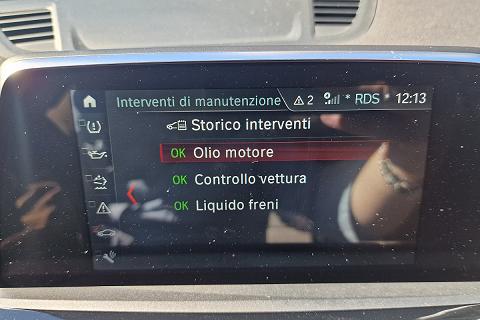 Interventi di manutenzione ⚠ 2 * RDS 12:13
Storico interventi
OK Olio motore
OK Controllo vettura
OK Liquido freni